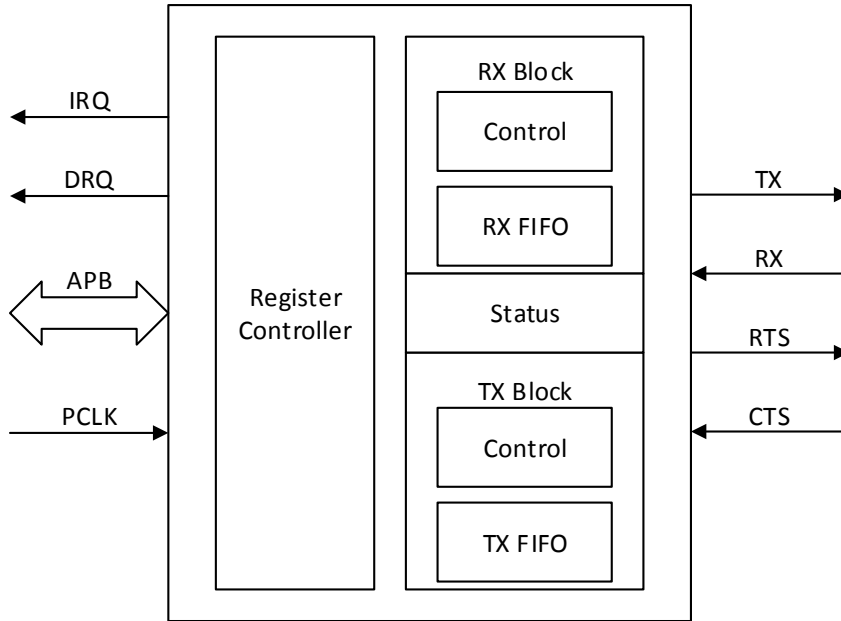 IRQ
DRQ
APB
PCLK
Register
Controller
RX Block
Control
RX FIFO
Status
TX Block
Control
TX FIFO
TX
RX
RTS
CTS